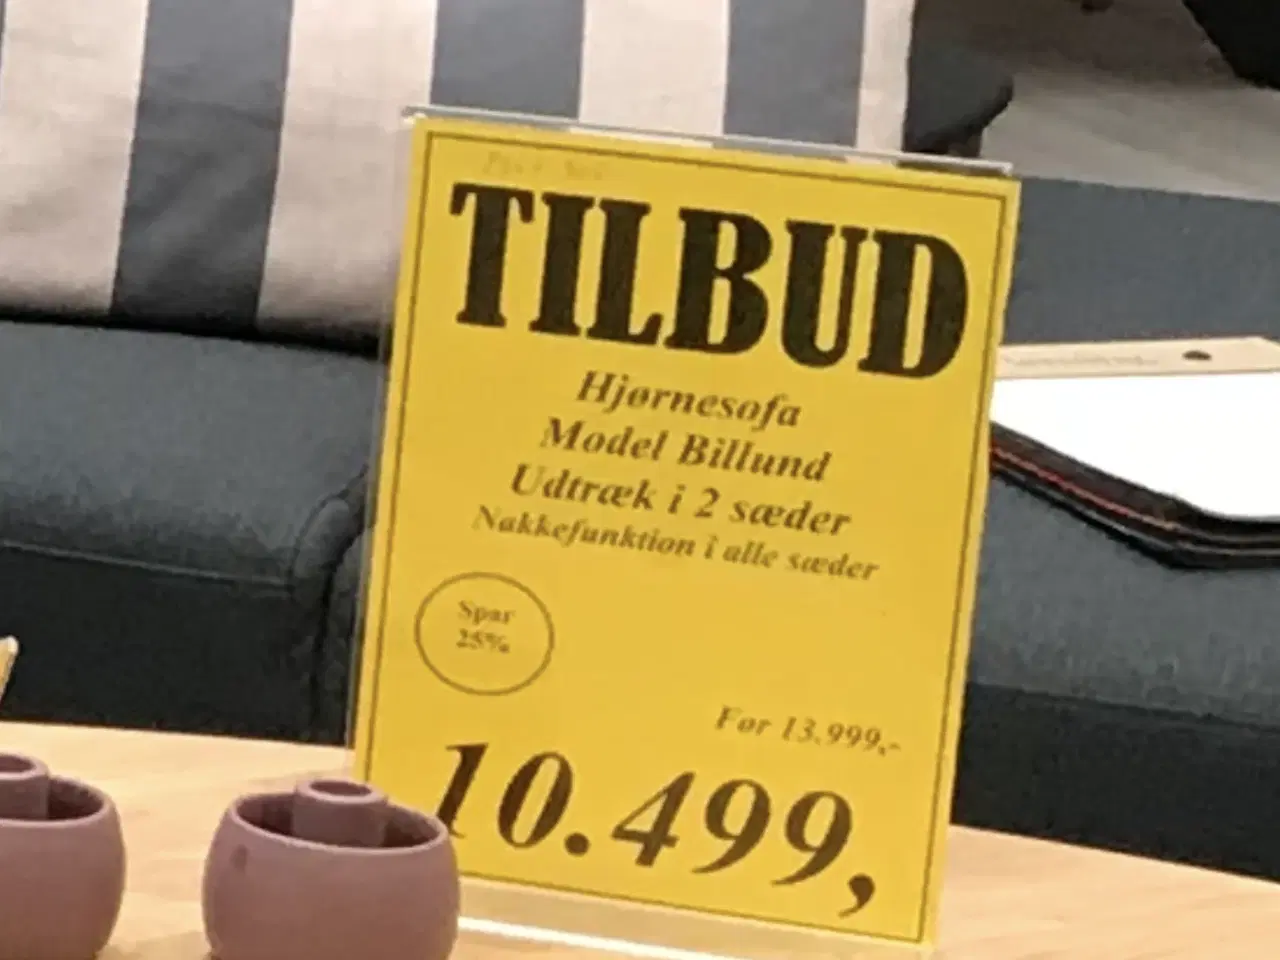 TILBUD
Hjørnesofa
Model Billund
Udtræk i 2 sæder
Nakkefunktion i alle sæder
Spar
25%
Før 13.999,-
10.499,